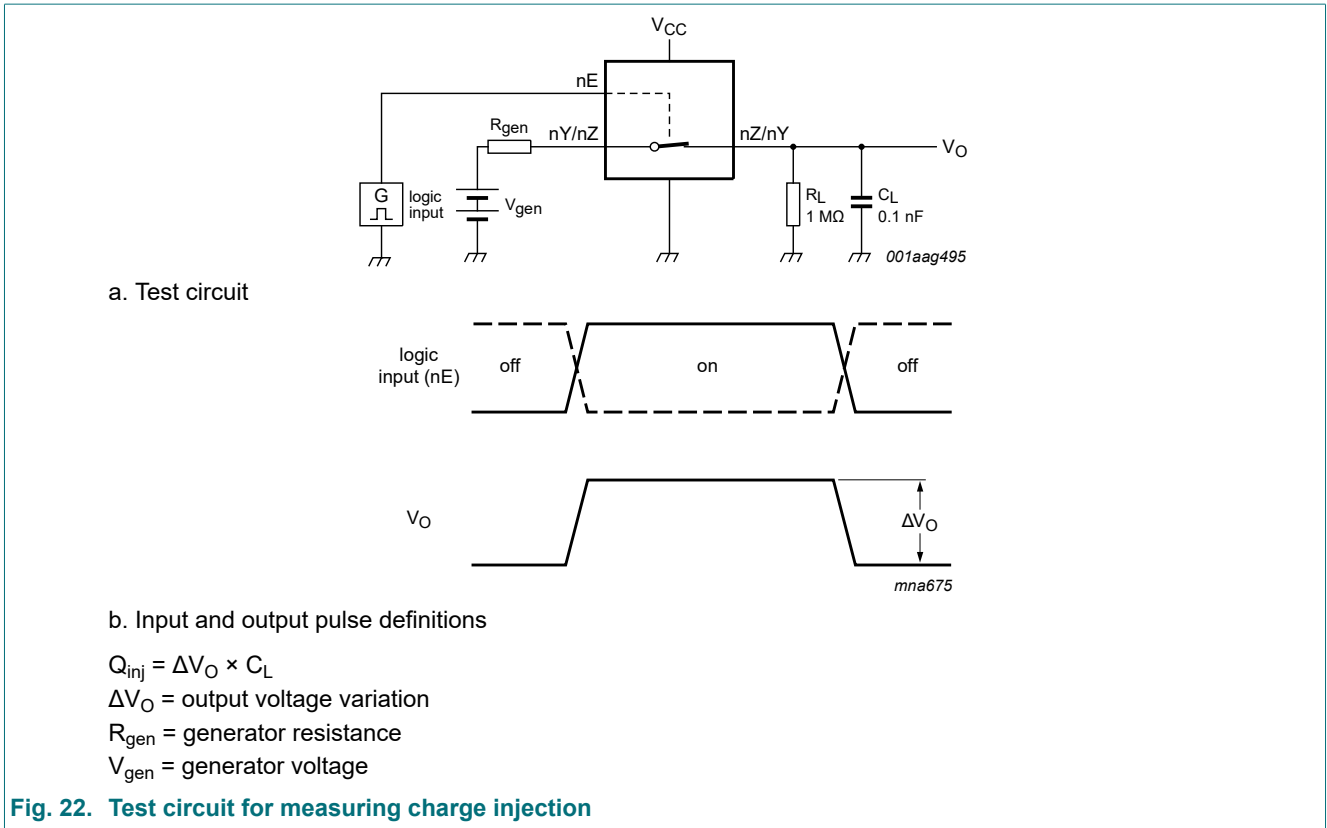 VCC
nE
Rgen
nY/nZ
nZ/nY
VO
G
logic
input
Vgen
RL
1 MΩ
CL
0.1 nF
001aag495
a. Test circuit
logic
input (nE)
off
on
off
VO
ΔVO
mna675
b. Input and output pulse definitions
Qinj = ΔVO × CL
ΔVO = output voltage variation
Rgen = generator resistance
Vgen = generator voltage
Fig. 22. Test circuit for measuring charge injection